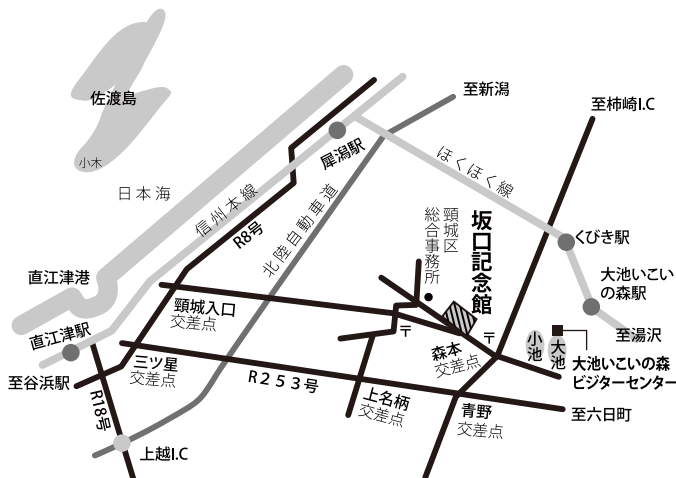 佐渡島
小木
日本海
直江津港
直江津駅
至谷浜駅
信州本線
R8号
犀潟駅
至新潟
北陸自動車道
ほくほく線
至柿崎I.C
くびき駅
大池いこい
の森駅
至湯沢
坂口記念館
頸城区
総合事務所
頸城入口
交差点
三ツ星
交差点
R18号
上越I.C
R253号
〒
上名柄
交差点
森本
交差点
〒
青野
交差点
小池
大池
大池いこいの森
ビジターセンター
至六日町